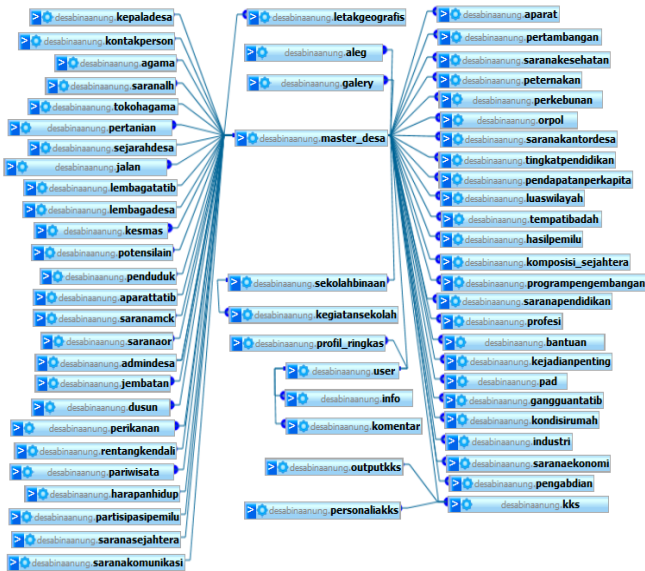 desabinaanung.kepaladesa
desabinaanung.kontakperson
desabinaanung.agama
desabinaanung.saranalh
desabinaanung.tokohagama
desabinaanung.pertanian
desabinaanung.sejarahdesa
desabinaanung.jalan
desabinaanung.lembagatatib
desabinaanung.lembagadesa
desabinaanung.kesmas
desabinaanung.potensilain
desabinaanung.penduduk
desabinaanung.aparattatib
desabinaanung.saranamck
desabinaanung.saranaorl
desabinaanung.admindesa
desabinaanung.jembatan
desabinaanung.dusun
desabinaanung.perikanan
desabinaanung.rentangkendali
desabinaanung.pariwisata
desabinaanung.harapanhidup
desabinaanung.partisipasipemilu
desabinaanung.saranasejahtera
desabinaanung.saranakomunikasi
desabinaanung.letakgeografis
desabinaanung.aleg
desabinaanung.galery
desabinaanung.master_desa
desabinaanung.sekolahbinaan
desabinaanung.kegiatansekolah
desabinaanung.profil_ringkas
desabinaanung.user
desabinaanung.info
desabinaanung.komentar
desabinaanung.outputkks
desabinaanung.personaliakks
desabinaanung.aparat
desabinaanung.pertambangan
desabinaanung.saranakesehatan
desabinaanung.peternakan
desabinaanung.perkebunan
desabinaanung.orpol
desabinaanung.saranakantordesa
desabinaanung.tingkatpendidikan
desabinaanung.pendapatanperkapita
desabinaanung.luaswilayah
desabinaanung.tempatibadah
desabinaanung.hasilpemilu
desabinaanung.komposisi_sejahtera
desabinaanung.programpengembangan
desabinaanung.saranapendidikan
desabinaanung.profesi
desabinaanung.bantuan
desabinaanung.kejadianpenting
desabinaanung.pad
desabinaanung.gangguantatib
desabinaanung.kondisirumah
desabinaanung.industri
desabinaanung.saranaekonomi
desabinaanung.pengabdian
desabinaanung.kks